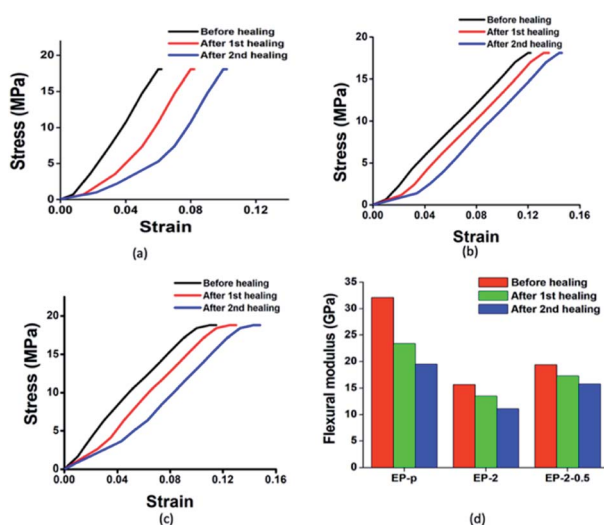 Before healing
After 1st healing
After 2nd healing
20
15
10
5
0
Stress (MPa)
0.00 0.04 0.08 0.12
Strain
(a)
Before healing
After 1st healing
After 2nd healing
20
15
10
5
0
Stress (MPa)
0.00 0.04 0.08 0.12 0.16
Strain
(b)
Before healing
After 1st healing
After 2nd healing
20
15
10
5
0
Stress (MPa)
0.00 0.04 0.08 0.12 0.16
Strain
(c)
Before healing
After 1st healing
After 2nd healing
35
30
25
20
15
10
5
0
Flexural modulus (GPa)
EP-p EP-2 EP-2-0.5
(d)